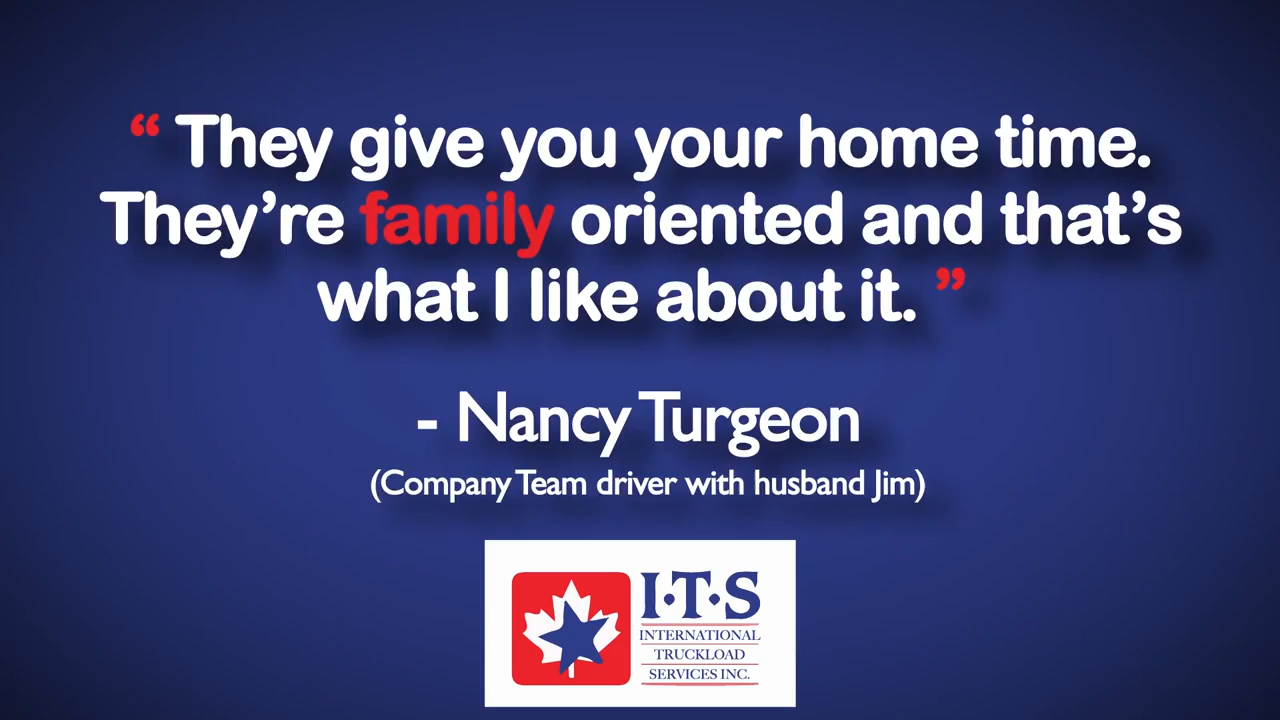 “ They give you your home time.
They’re family oriented and that’s
what I like about it. ”
- Nancy Turgeon
(Company Team driver with husband Jim)
I·T·S
INTERNATIONAL
TRUCKLOAD
SERVICES INC.